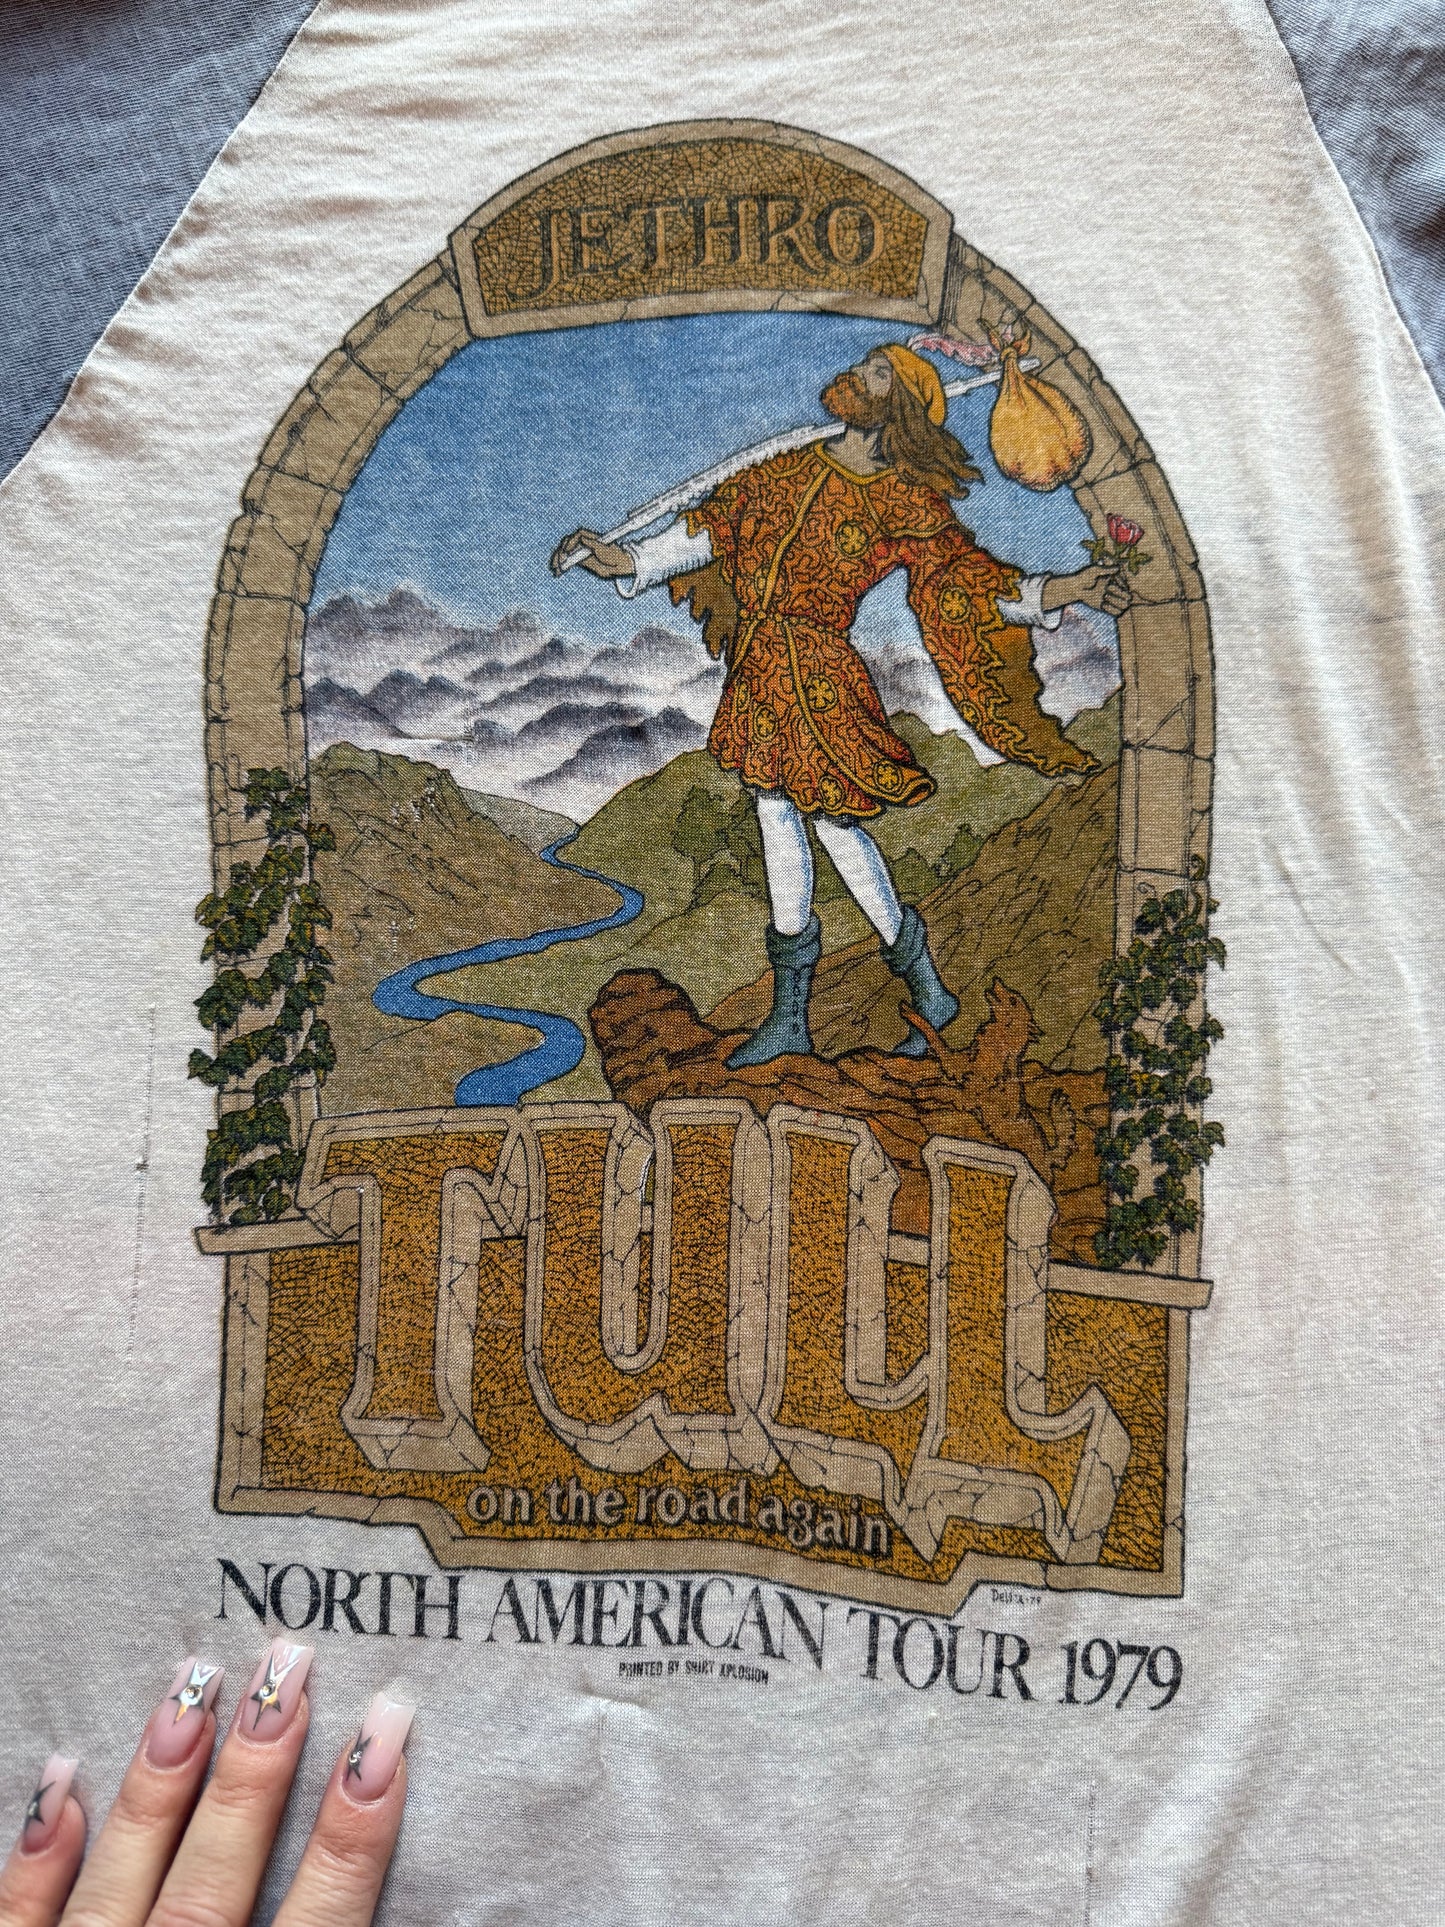 JETHRO
TULL
on the road again
NORTH AMERICAN TOUR 1979
PRINTED BY SHIRT XPLOSION